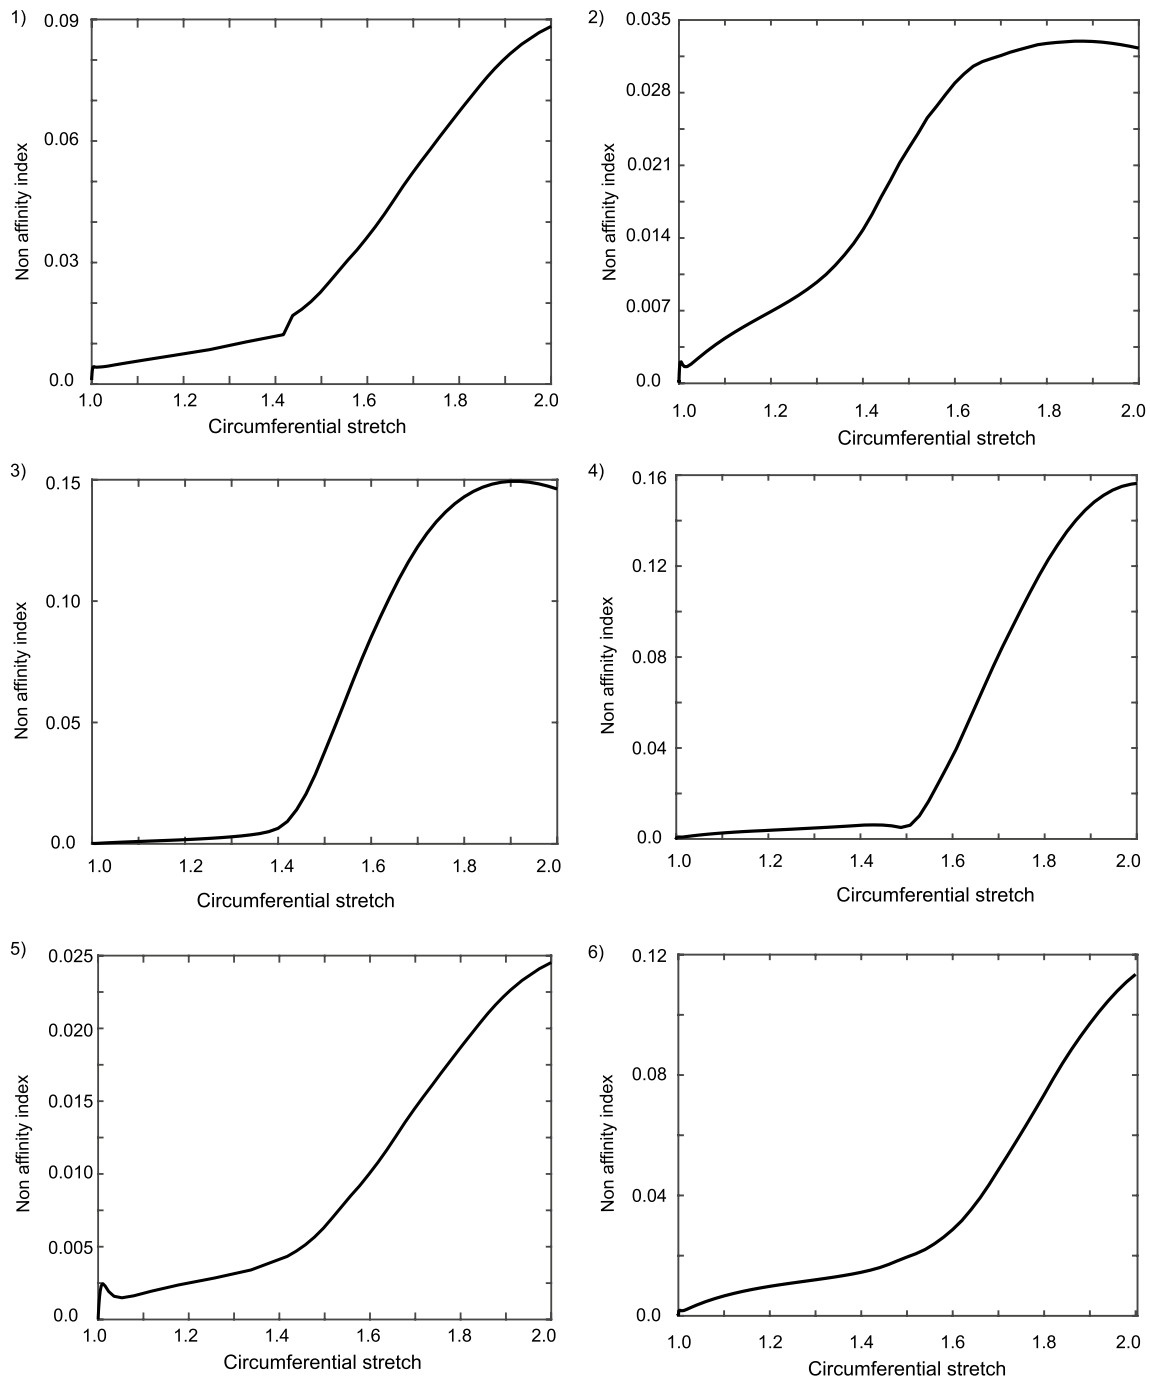 1)
0.09
0.06
0.03
0.0
Non affinity index
1.0 1.2 1.4 1.6 1.8 2.0
Circumferential stretch
2)
0.035
0.028
0.021
0.014
0.007
0.0
Non affinity index
1.0 1.2 1.4 1.6 1.8 2.0
Circumferential stretch
3)
0.15
0.10
0.05
0.0
Non affinity index
1.0 1.2 1.4 1.6 1.8 2.0
Circumferential stretch
4)
0.16
0.12
0.08
0.04
0.0
Non affinity index
1.0 1.2 1.4 1.6 1.8 2.0
Circumferential stretch
5)
0.025
0.020
0.015
0.010
0.005
0.0
Non affinity index
1.0 1.2 1.4 1.6 1.8 2.0
Circumferential stretch
6)
0.12
0.08
0.04
0.0
Non affinity index
1.0 1.2 1.4 1.6 1.8 2.0
Circumferential stretch